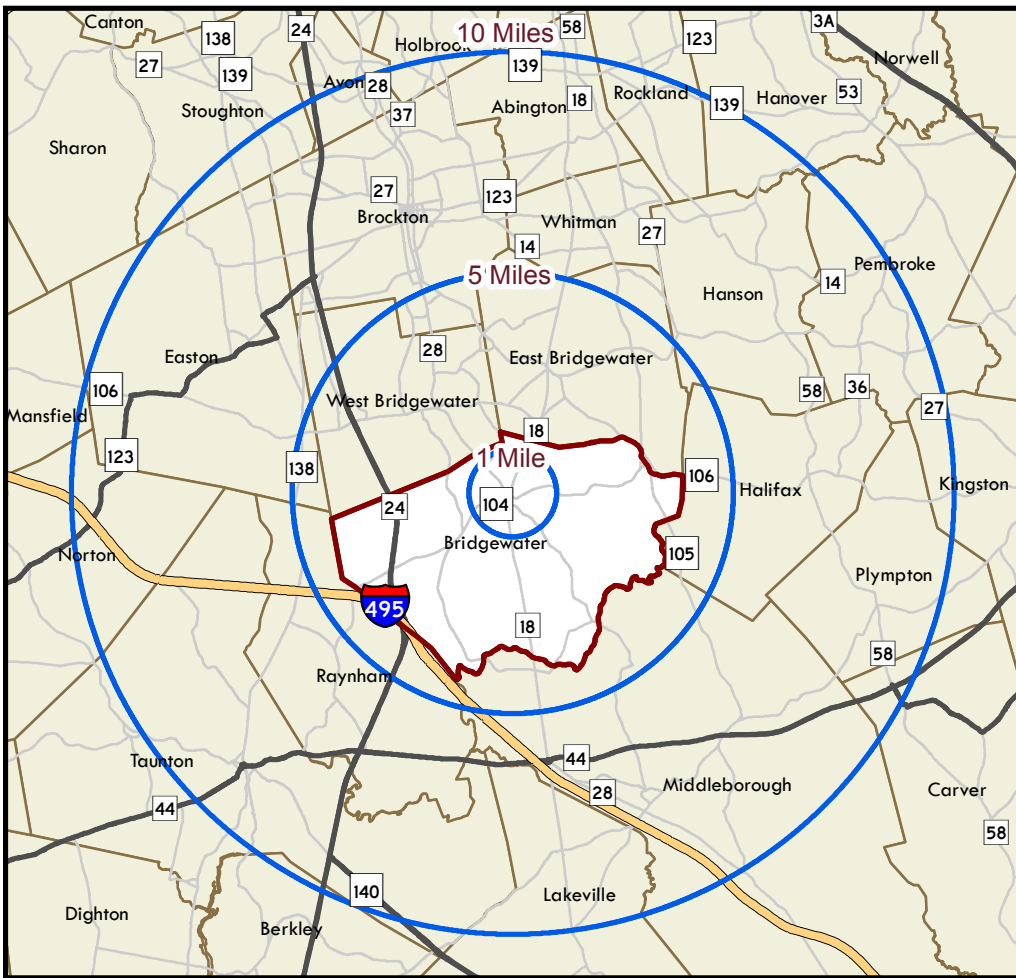 Canton
138
24
Holbrook
10 Miles
58
123
3A
Norwell
27
139
Avon
28
139
Stoughton
37
Abington
18
Rockland
139
Hanover
53
Sharon
27
Brockton
123
Whitman
27
14
5 Miles
Hanson
14
Pembroke
Easton
28
East Bridgewater
106
West Bridgewater
58
36
27
Mansfield
123
138
18
1 Mile
106
Halifax
Kingston
24
104
Bridgewater
105
Norton
495
18
Plympton
Raynham
58
Taunton
44
44
28
Middleborough
Carver
58
140
Lakeville
Dighton
Berkley